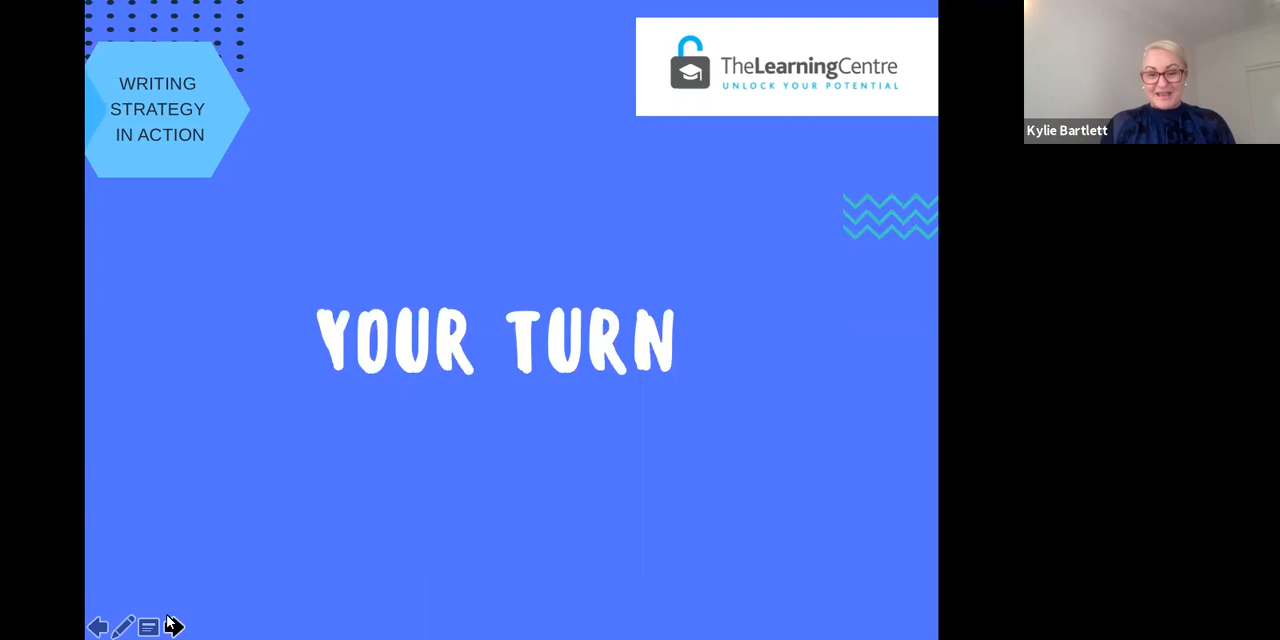 WRITING
STRATEGY
IN ACTION
TheLearningCentre
UNLOCK YOUR POTENTIAL
Kylie Bartlett
YOUR TURN